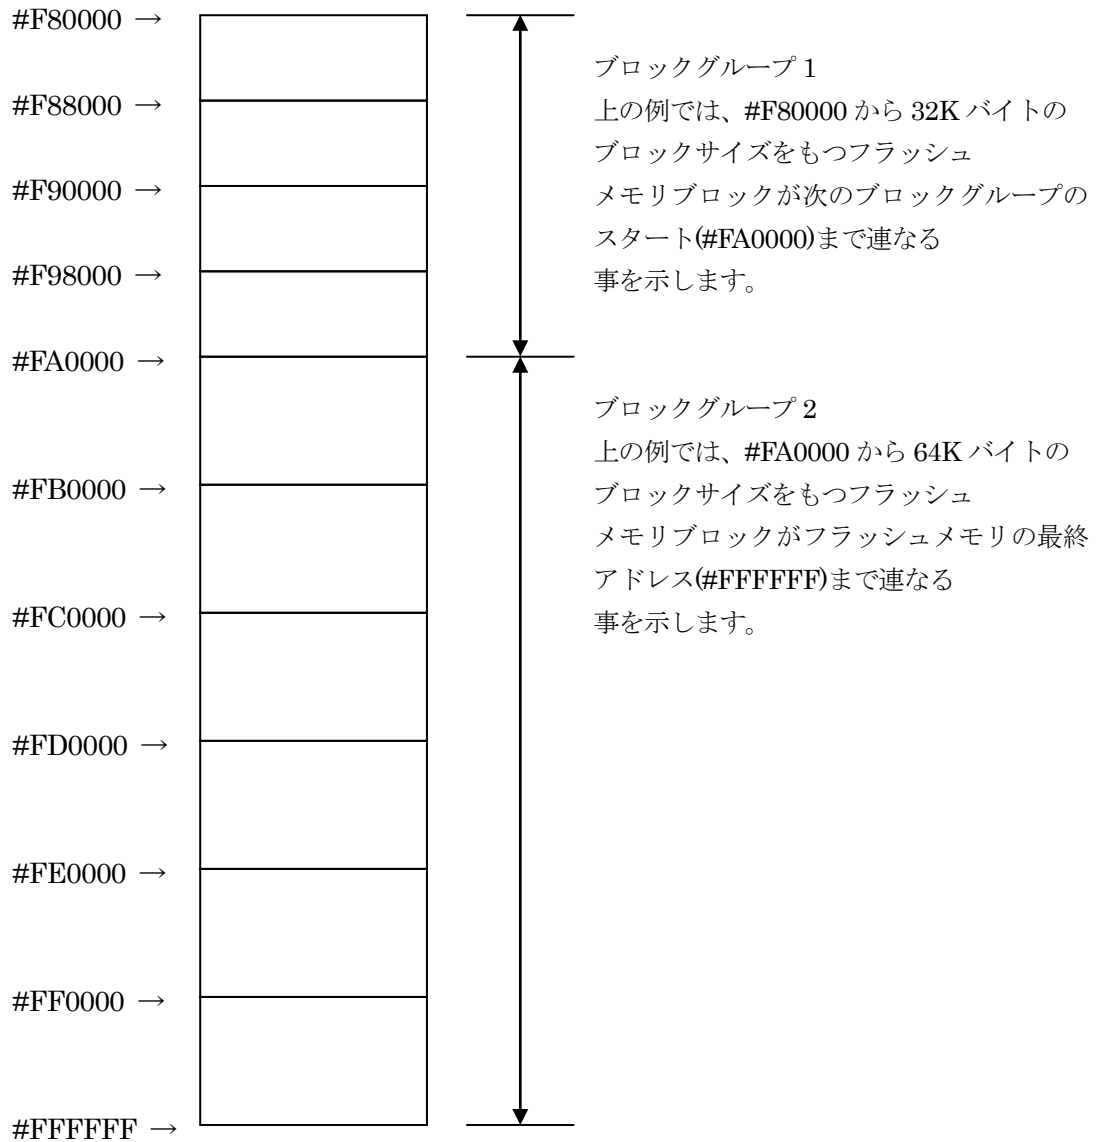 #F80000 →
ブロックグループ 1
#F88000 →
上の例では、#F80000 から 32K バイトの
ブロックサイズをもつフラッシュ
#F90000 →
メモリブロックが次のブロックグループの
スタート(#FA0000)まで連なる
#F98000 →
事を示します。
#FA0000 →
ブロックグループ 2
上の例では、#FA0000 から 64K バイトの
#FB0000 →
ブロックサイズをもつフラッシュ
メモリブロックがフラッシュメモリの最終
アドレス(#FFFFFF)まで連なる
#FC0000 →
事を示します。
#FD0000 →
#FE0000 →
#FF0000 →
#FFFFFF →